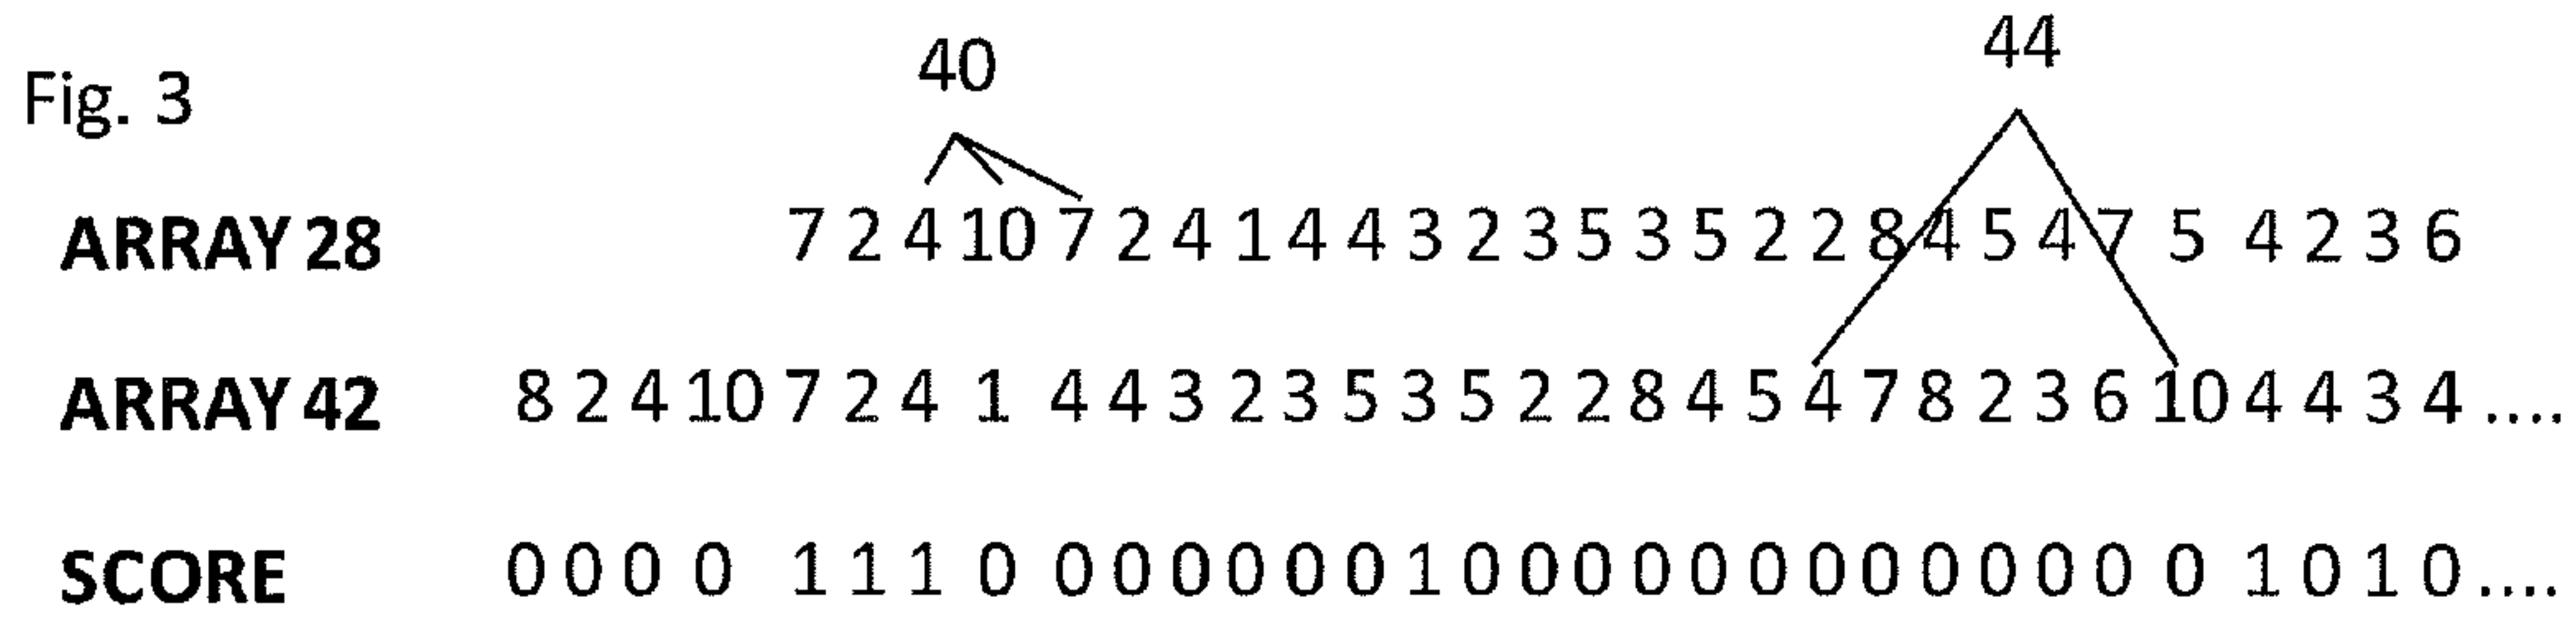 40
44
Fig. 3
ARRAY 28 7 2 4 10 7 2 4 1 4 4 3 2 3 5 3 5 2 2 8 4 5 4 7 5 4 2 3 6
ARRAY 42 8 2 4 10 7 2 4 1 4 4 3 2 3 5 3 5 2 2 8 4 5 4 7 8 2 3 6 10 4 4 3 4 ....
SCORE 0 0 0 0 1 1 1 0 0 0 0 0 0 0 1 0 0 0 0 0 0 0 0 0 0 0 0 0 1 0 1 0 ....